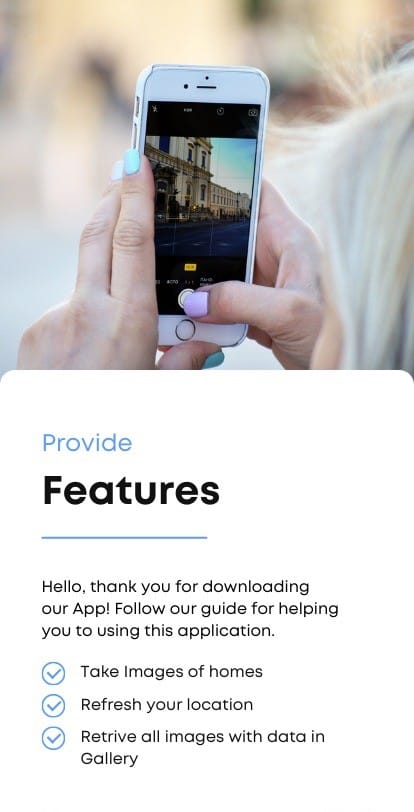 Provide
Features
Hello, thank you for downloading
our App! Follow our guide for helping
you to using this application.
Take Images of homes
Refresh your location
Retrive all images with data in
Gallery